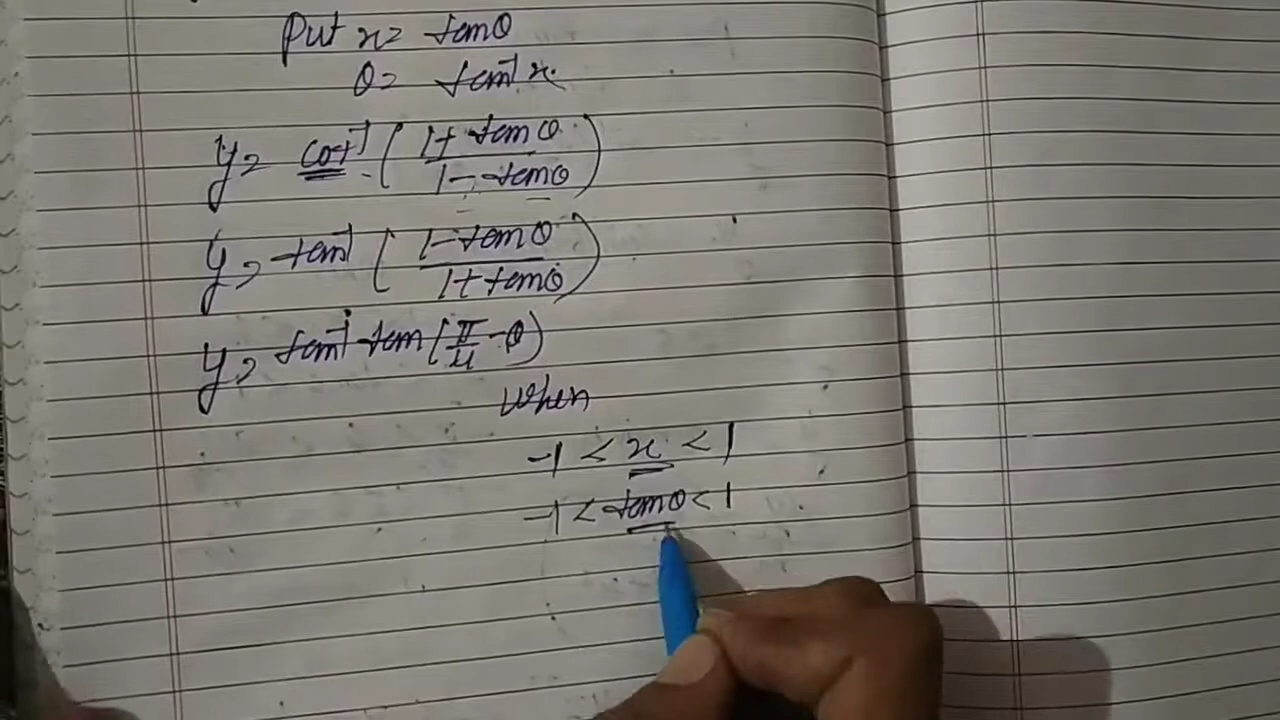 Put x = tanθ
θ = tan⁻¹ x.
y = cot⁻¹ ( 1 + tanθ / 1 - tanθ )
y = tan⁻¹ ( 1 - tanθ / 1 + tanθ )
y = tan⁻¹ tan ( π/4 - θ )
when
-1 < x < 1
-1 < tanθ < 1